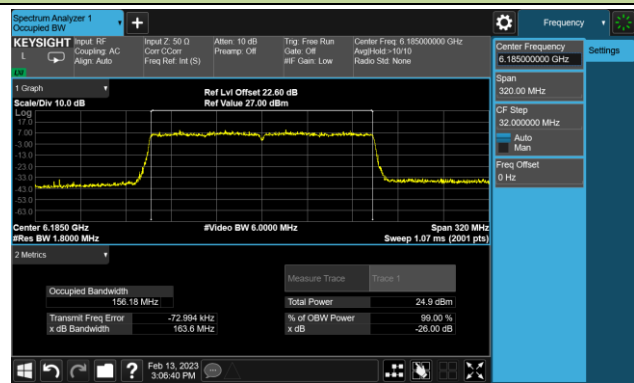 Spectrum Analyzer 1
Occupied BW
Frequency
KEYSIGHT
L
Input: RF
Coupling: AC
Align: Auto
Input Z: 50 Ω
Corr CCorr
Freq Ref: Int (S)
Atten: 10 dB
Preamp: Off
Trig: Free Run
Gate: Off
#IF Gain: Low
Center Freq: 6.185000000 GHz
Avg|Hold:>10/10
Radio Std: None
Center Frequency
6.185000000 GHz
Settings
Span
320.00 MHz
CF Step
32.000000 MHz
Auto
Man
Freq Offset
0 Hz
1 Graph
Scale/Div 10.0 dB
Ref Lvl Offset 22.60 dB
Ref Value 27.00 dBm
Log
17.0
7.00
-3.00
-13.0
-23.0
-33.0
-43.0
-53.0
-63.0
Center 6.1850 GHz
#Res BW 1.8000 MHz
#Video BW 6.0000 MHz
Span 320 MHz
Sweep 1.07 ms (2001 pts)
2 Metrics
Measure Trace
Trace 1
Occupied Bandwidth
156.18 MHz
Total Power
24.9 dBm
Transmit Freq Error
-72.994 kHz
% of OBW Power
99.00 %
x dB Bandwidth
163.6 MHz
x dB
-26.00 dB
Feb 13, 2023
3:06:40 PM